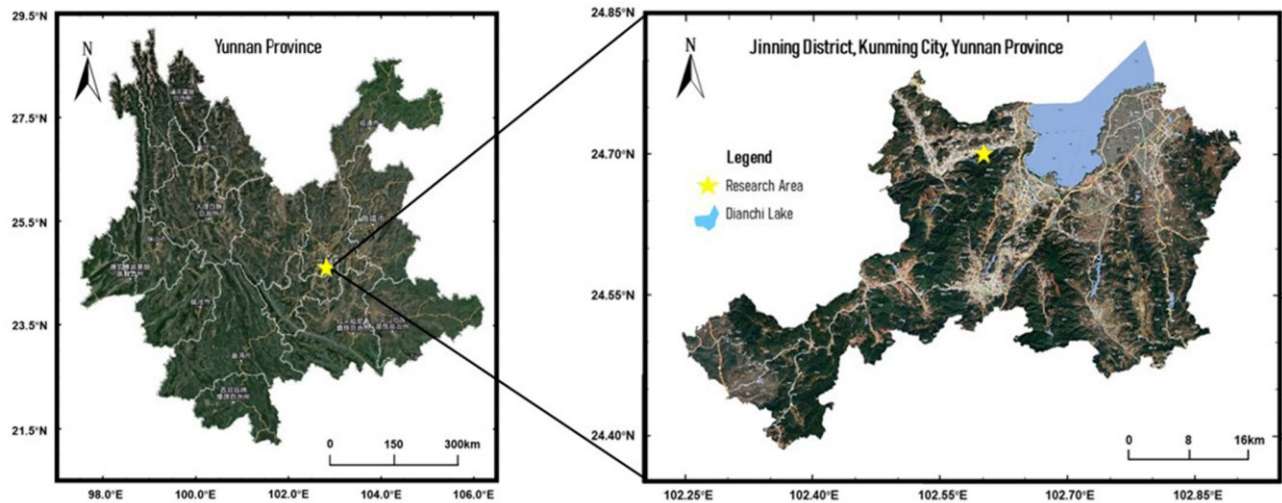 Yunnan Province
N
29.5°N
27.5°N
25.5°N
23.5°N
21.5°N
98.0°E
100.0°E
102.0°E
104.0°E
106.0°E
0 150 300km
Jinning District, Kunming City, Yunnan Province
N
Legend
Research Area
Dianchi Lake
24.85°N
24.70°N
24.55°N
24.40°N
102.25°E
102.40°E
102.55°E
102.70°E
102.85°E
0 8 16km